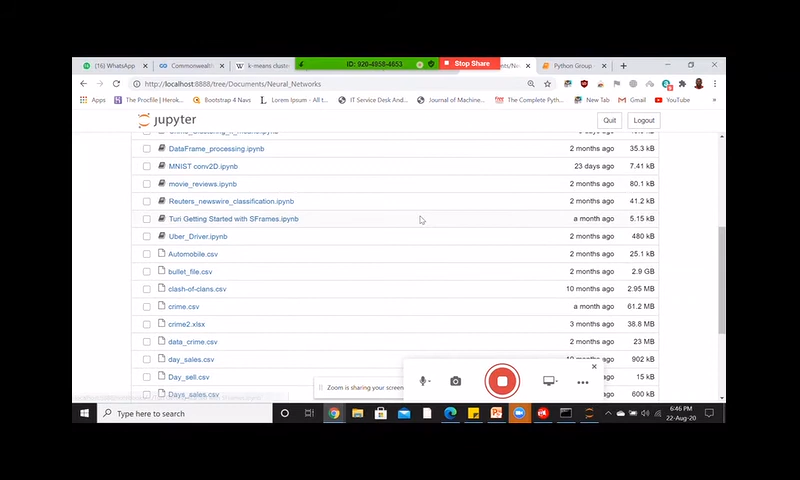 (16) WhatsApp
Commonwealth
k-means cluster
ID: 920-4958-4653
Stop Share
Python Group
http://localhost:8888/tree/Documents/Neural_Networks
Apps
The Procfile | Herok...
Bootstrap 4 Navs
Lorem Ipsum - All t...
IT Service Desk And...
Journal of Machine...
The Complete Pyth...
New Tab
Gmail
YouTube
jupyter
Quit
Logout
DataFrame_processing.ipynb 2 months ago 35.3 kB
MNIST conv2D.ipynb 23 days ago 7.41 kB
movie_reviews.ipynb 2 months ago 80.1 kB
Reuters_newswire_classification.ipynb 2 months ago 41.2 kB
Turi Getting Started with SFrames.ipynb a month ago 5.15 kB
Uber_Driver.ipynb 2 months ago 480 kB
Automobile.csv 2 months ago 25.1 kB
bullet_file.csv 2 months ago 2.9 GB
clash-of-clans.csv 10 months ago 2.95 MB
crime.csv a month ago 61.2 MB
crime2.xlsx 3 months ago 38.8 MB
data_crime.csv 2 months ago 23 MB
day_sales.csv 10 months ago 902 kB
Day_sell.csv 15 kB
Days_sales.csv 600 kB
Zoom is sharing your screen
Type here to search
6:46 PM
22-Aug-20